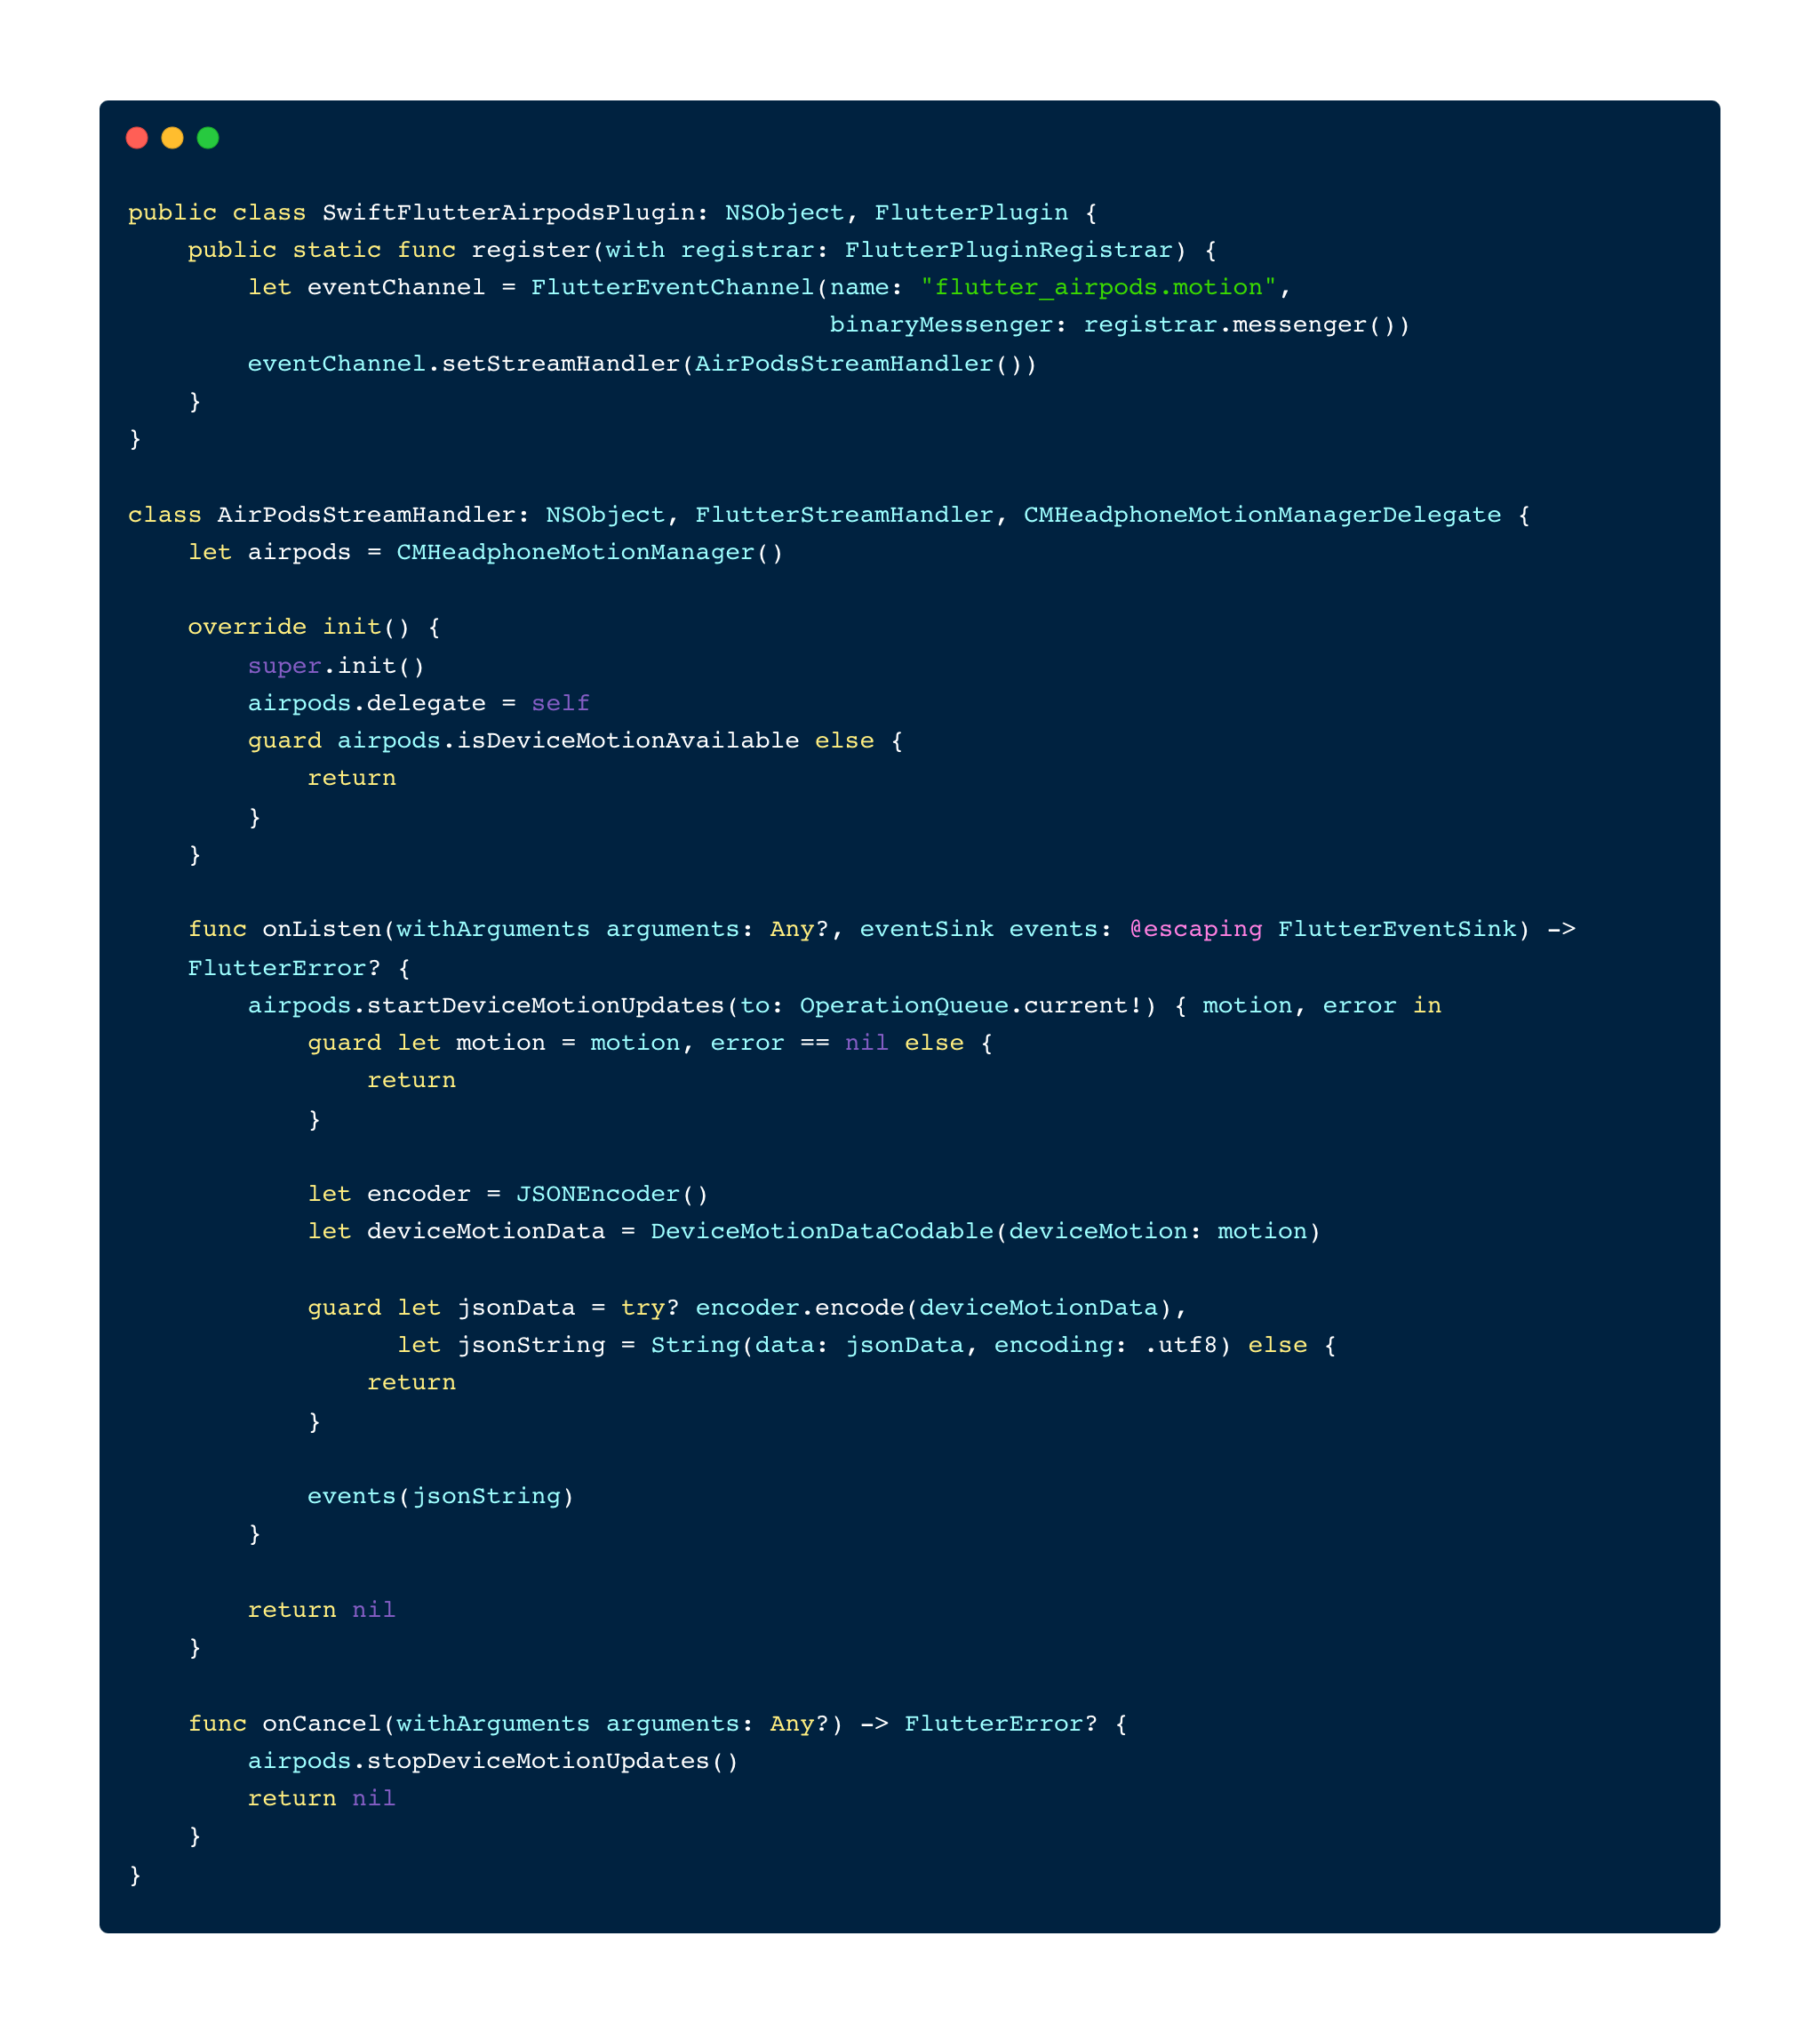 public class SwiftFlutterAirpodsPlugin: NSObject, FlutterPlugin {
    public static func register(with registrar: FlutterPluginRegistrar) {
        let eventChannel = FlutterEventChannel(name: "flutter_airpods.motion",
                                               binaryMessenger: registrar.messenger())
        eventChannel.setStreamHandler(AirPodsStreamHandler())
    }
}

class AirPodsStreamHandler: NSObject, FlutterStreamHandler, CMHeadphoneMotionManagerDelegate {
    let airpods = CMHeadphoneMotionManager()

    override init() {
        super.init()
        airpods.delegate = self
        guard airpods.isDeviceMotionAvailable else {
            return
        }
    }

    func onListen(withArguments arguments: Any?, eventSink events: @escaping FlutterEventSink) ->
    FlutterError? {
        airpods.startDeviceMotionUpdates(to: OperationQueue.current!) { motion, error in
            guard let motion = motion, error == nil else {
                return
            }

            let encoder = JSONEncoder()
            let deviceMotionData = DeviceMotionDataCodable(deviceMotion: motion)

            guard let jsonData = try? encoder.encode(deviceMotionData),
                  let jsonString = String(data: jsonData, encoding: .utf8) else {
                return
            }

            events(jsonString)
        }

        return nil
    }

    func onCancel(withArguments arguments: Any?) -> FlutterError? {
        airpods.stopDeviceMotionUpdates()
        return nil
    }
}